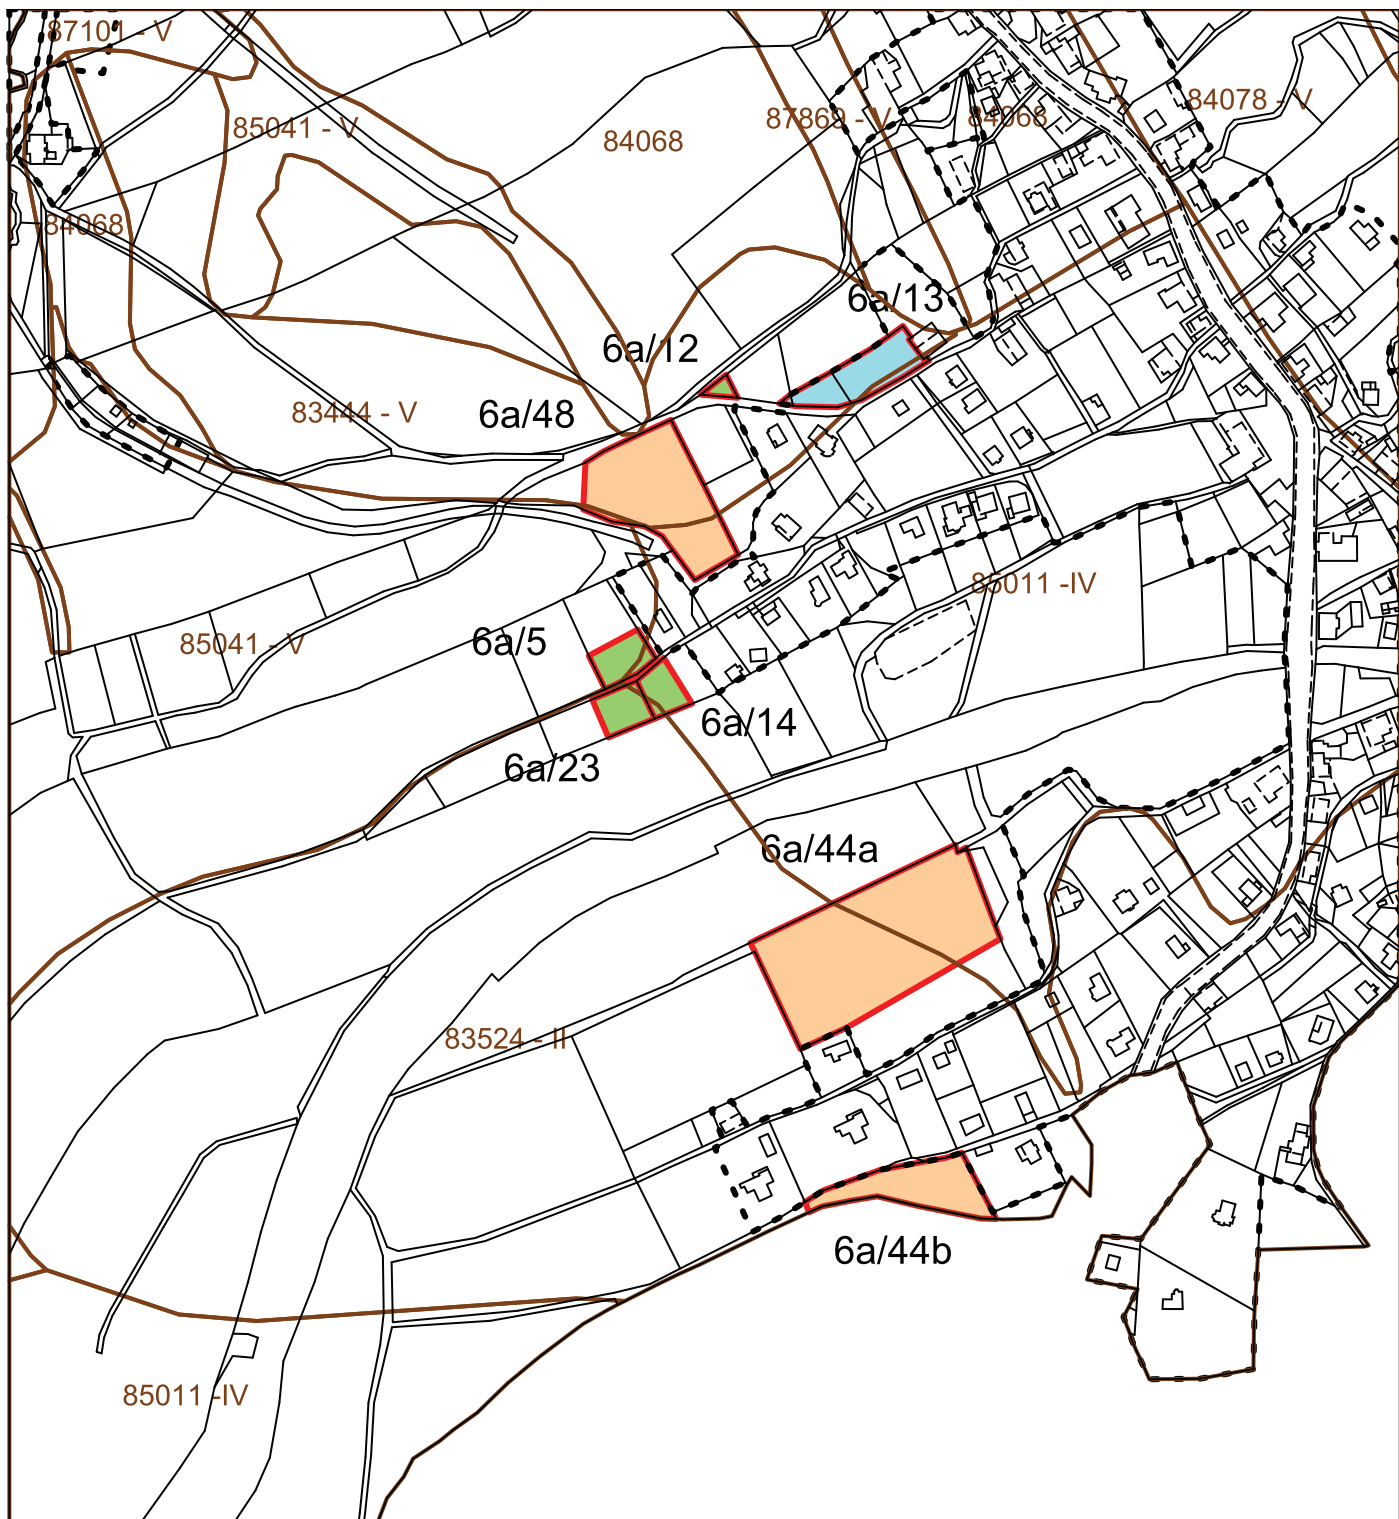 87101 - V
84078 - V
87869 - V
84068
85041 - V
84068
84068
6a/13
6a/12
83444 - V
6a/48
85011 -IV
6a/5
85041 - V
6a/14
6a/23
6a/44a
83524 - II
6a/44b
85011 -IV